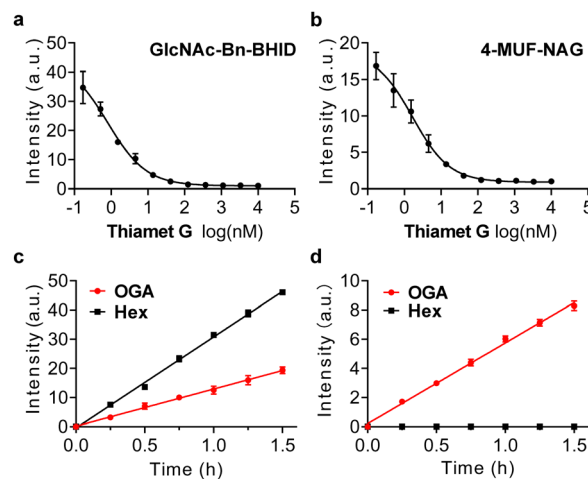 a
GlcNAc-Bn-BHID
Intensity (a.u.)
50
40
30
20
10
0
-1 0 1 2 3 4 5
Thiamet G log(nM)
b
4-MUF-NAG
Intensity (a.u.)
20
15
10
5
0
-1 0 1 2 3 4 5
Thiamet G log(nM)
c
OGA
Hex
Intensity (a.u.)
50
40
30
20
10
0
0.0 0.5 1.0 1.5
Time (h)
d
OGA
Hex
Intensity (a.u.)
10
8
6
4
2
0
0.0 0.5 1.0 1.5
Time (h)